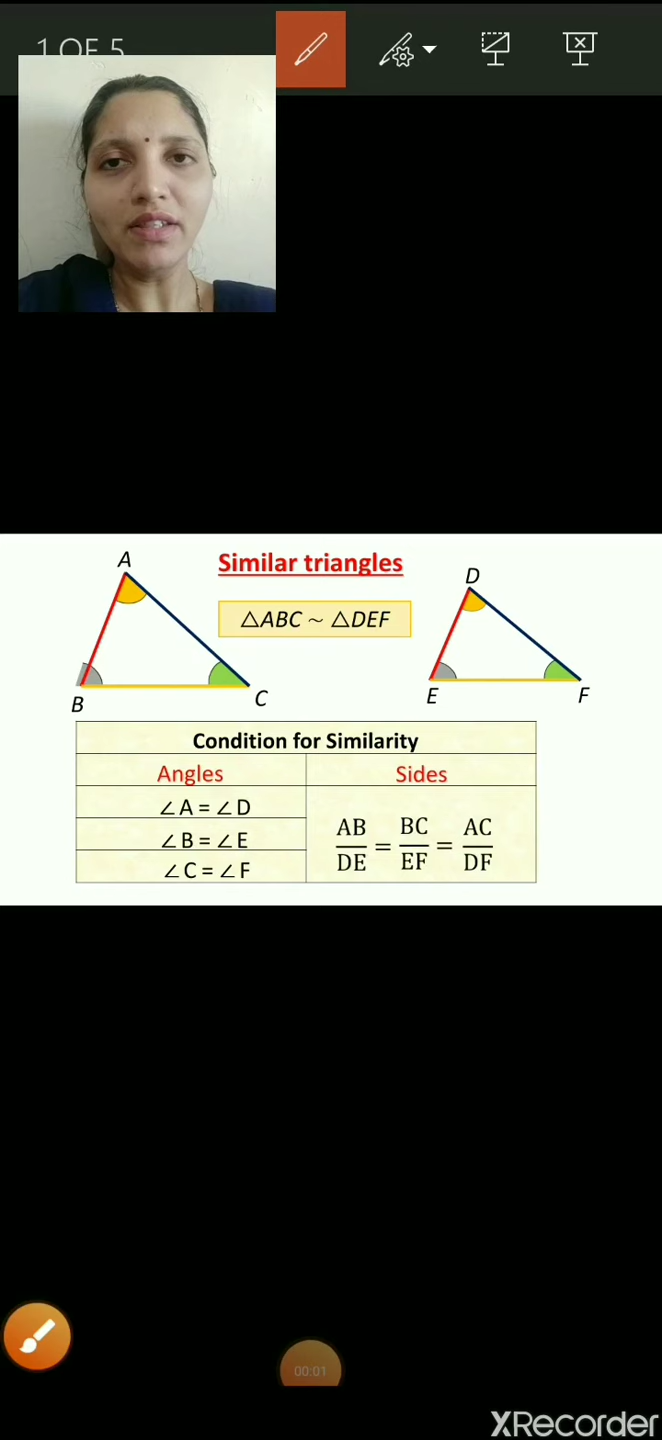 1 OF 5
A
Similar triangles
D
△ABC ~ △DEF
B
C
E
F
Condition for Similarity
Angles
Sides
∠A = ∠D
∠B = ∠E
∠C = ∠F
AB/DE = BC/EF = AC/DF
00:01
XRecorder